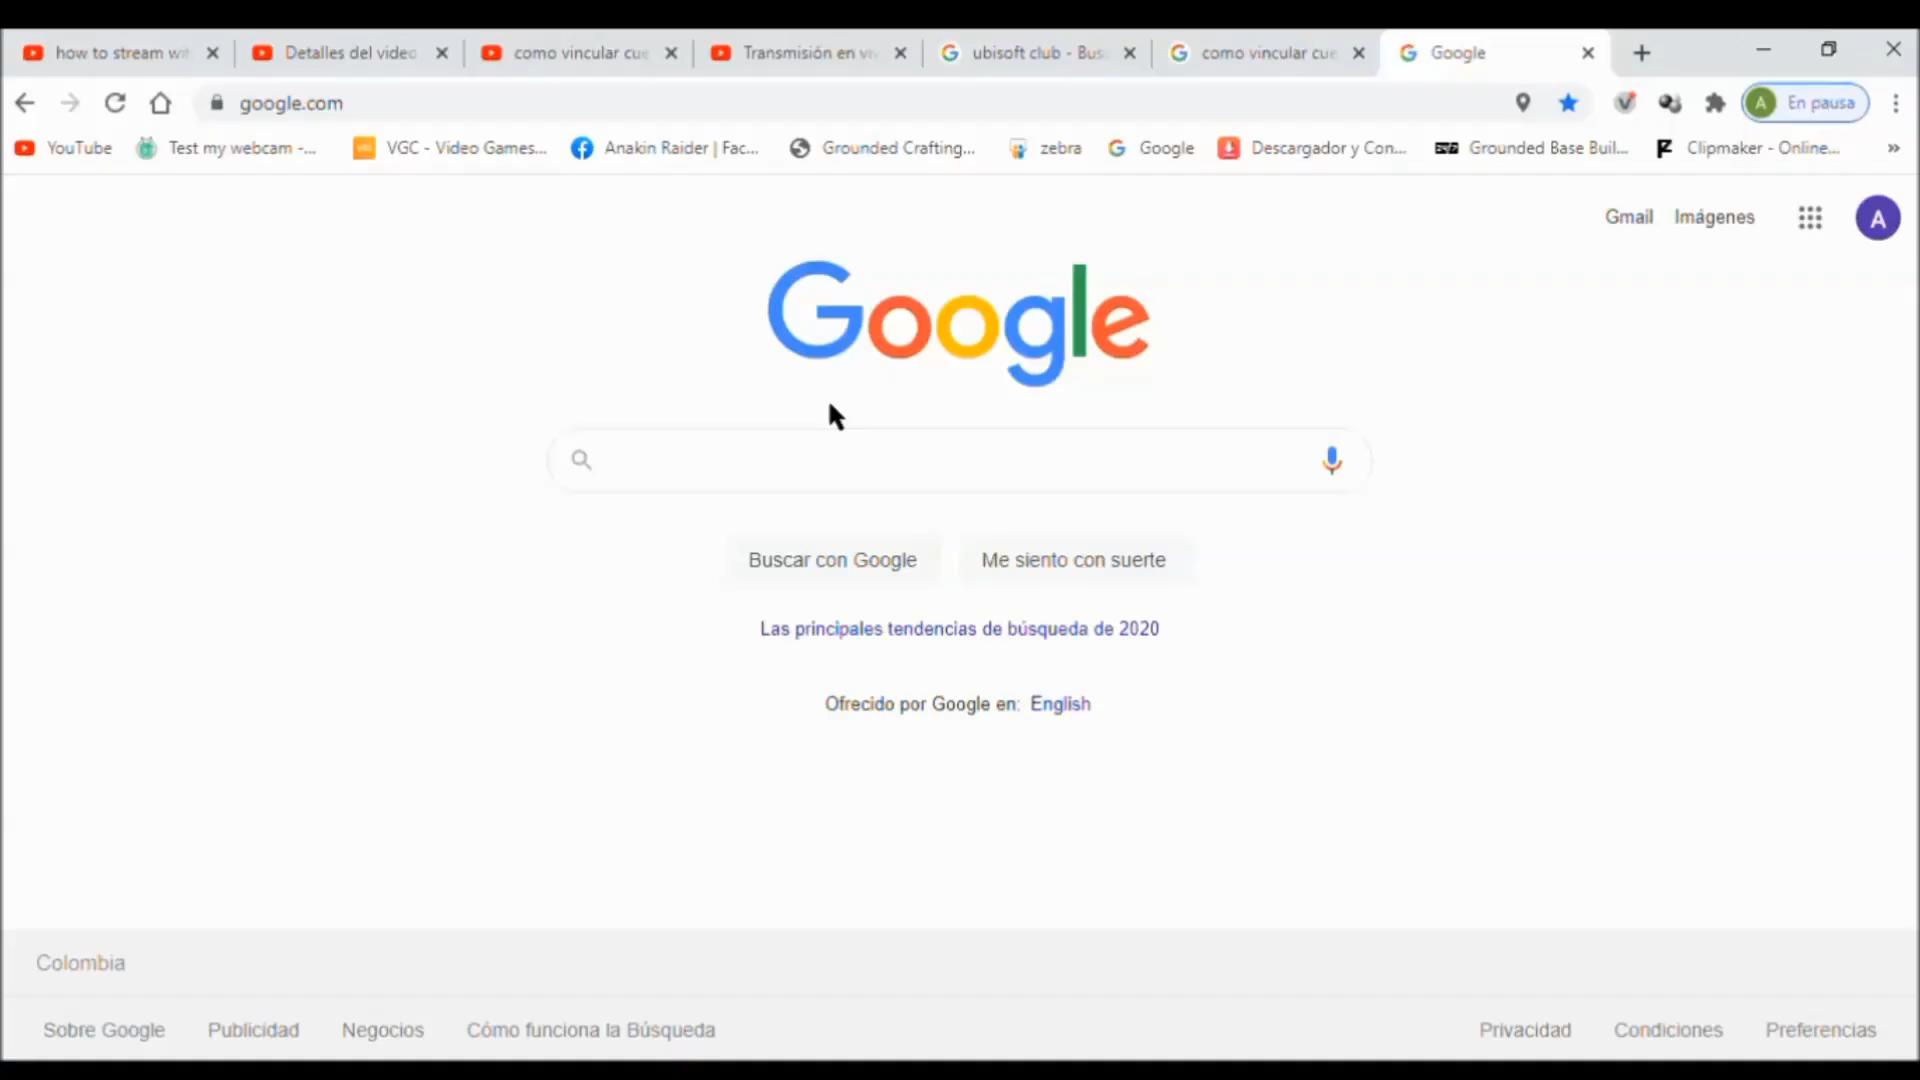 how to stream wit
Detalles del video
como vincular cue
Transmisión en viv
ubisoft club - Bus
como vincular cue
Google
google.com
A
En pausa
YouTube
Test my webcam -...
VGC - Video Games...
Anakin Raider | Fac...
Grounded Crafting...
zebra
Google
Descargador y Con...
Grounded Base Buil...
Clipmaker - Online...
»
Gmail
Imágenes
A
Google
Buscar con Google
Me siento con suerte
Las principales tendencias de búsqueda de 2020
Ofrecido por Google en: English
Colombia
Sobre Google
Publicidad
Negocios
Cómo funciona la Búsqueda
Privacidad
Condiciones
Preferencias